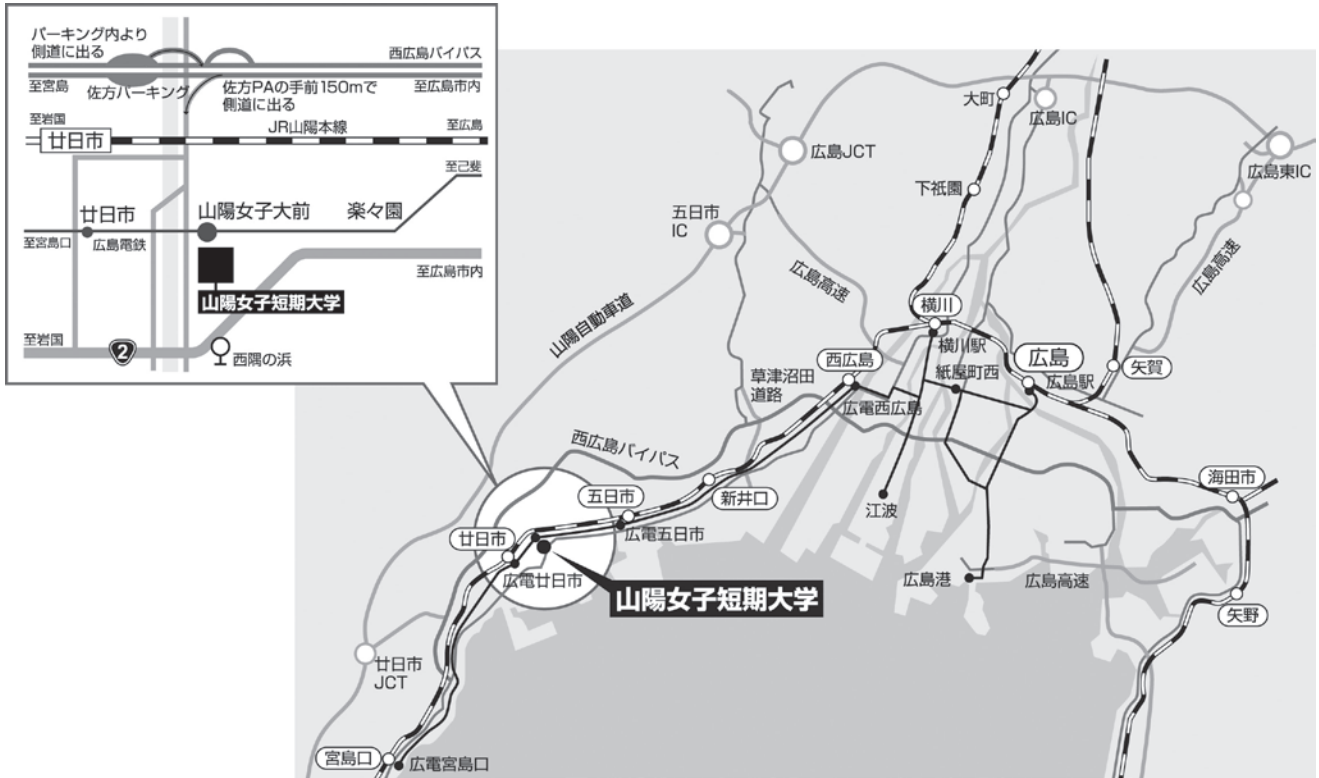 パーキング内より
側道に出る
西広島バイパス
至宮島
佐方パーキング
佐方PAの手前150mで
側道に出る
至広島市内
至岩国
廿日市
JR山陽本線
至広島
至己斐
廿日市
山陽女子大前
楽々園
至宮島口
広島電鉄
至広島市内
山陽女子短期大学
至岩国
2
西隅の浜
大町
広島IC
広島JCT
広島東IC
下祇園
五日市
IC
広島高速
広島高速
山陽自動車道
横川
横川駅
西広島
広島
紙屋町西
広島駅
矢賀
草津沼田
道路
広電西広島
西広島バイパス
海田市
五日市
新井口
江波
廿日市
広電五日市
広電廿日市
山陽女子短期大学
広島港
広島高速
矢野
廿日市
JCT
宮島口
広電宮島口